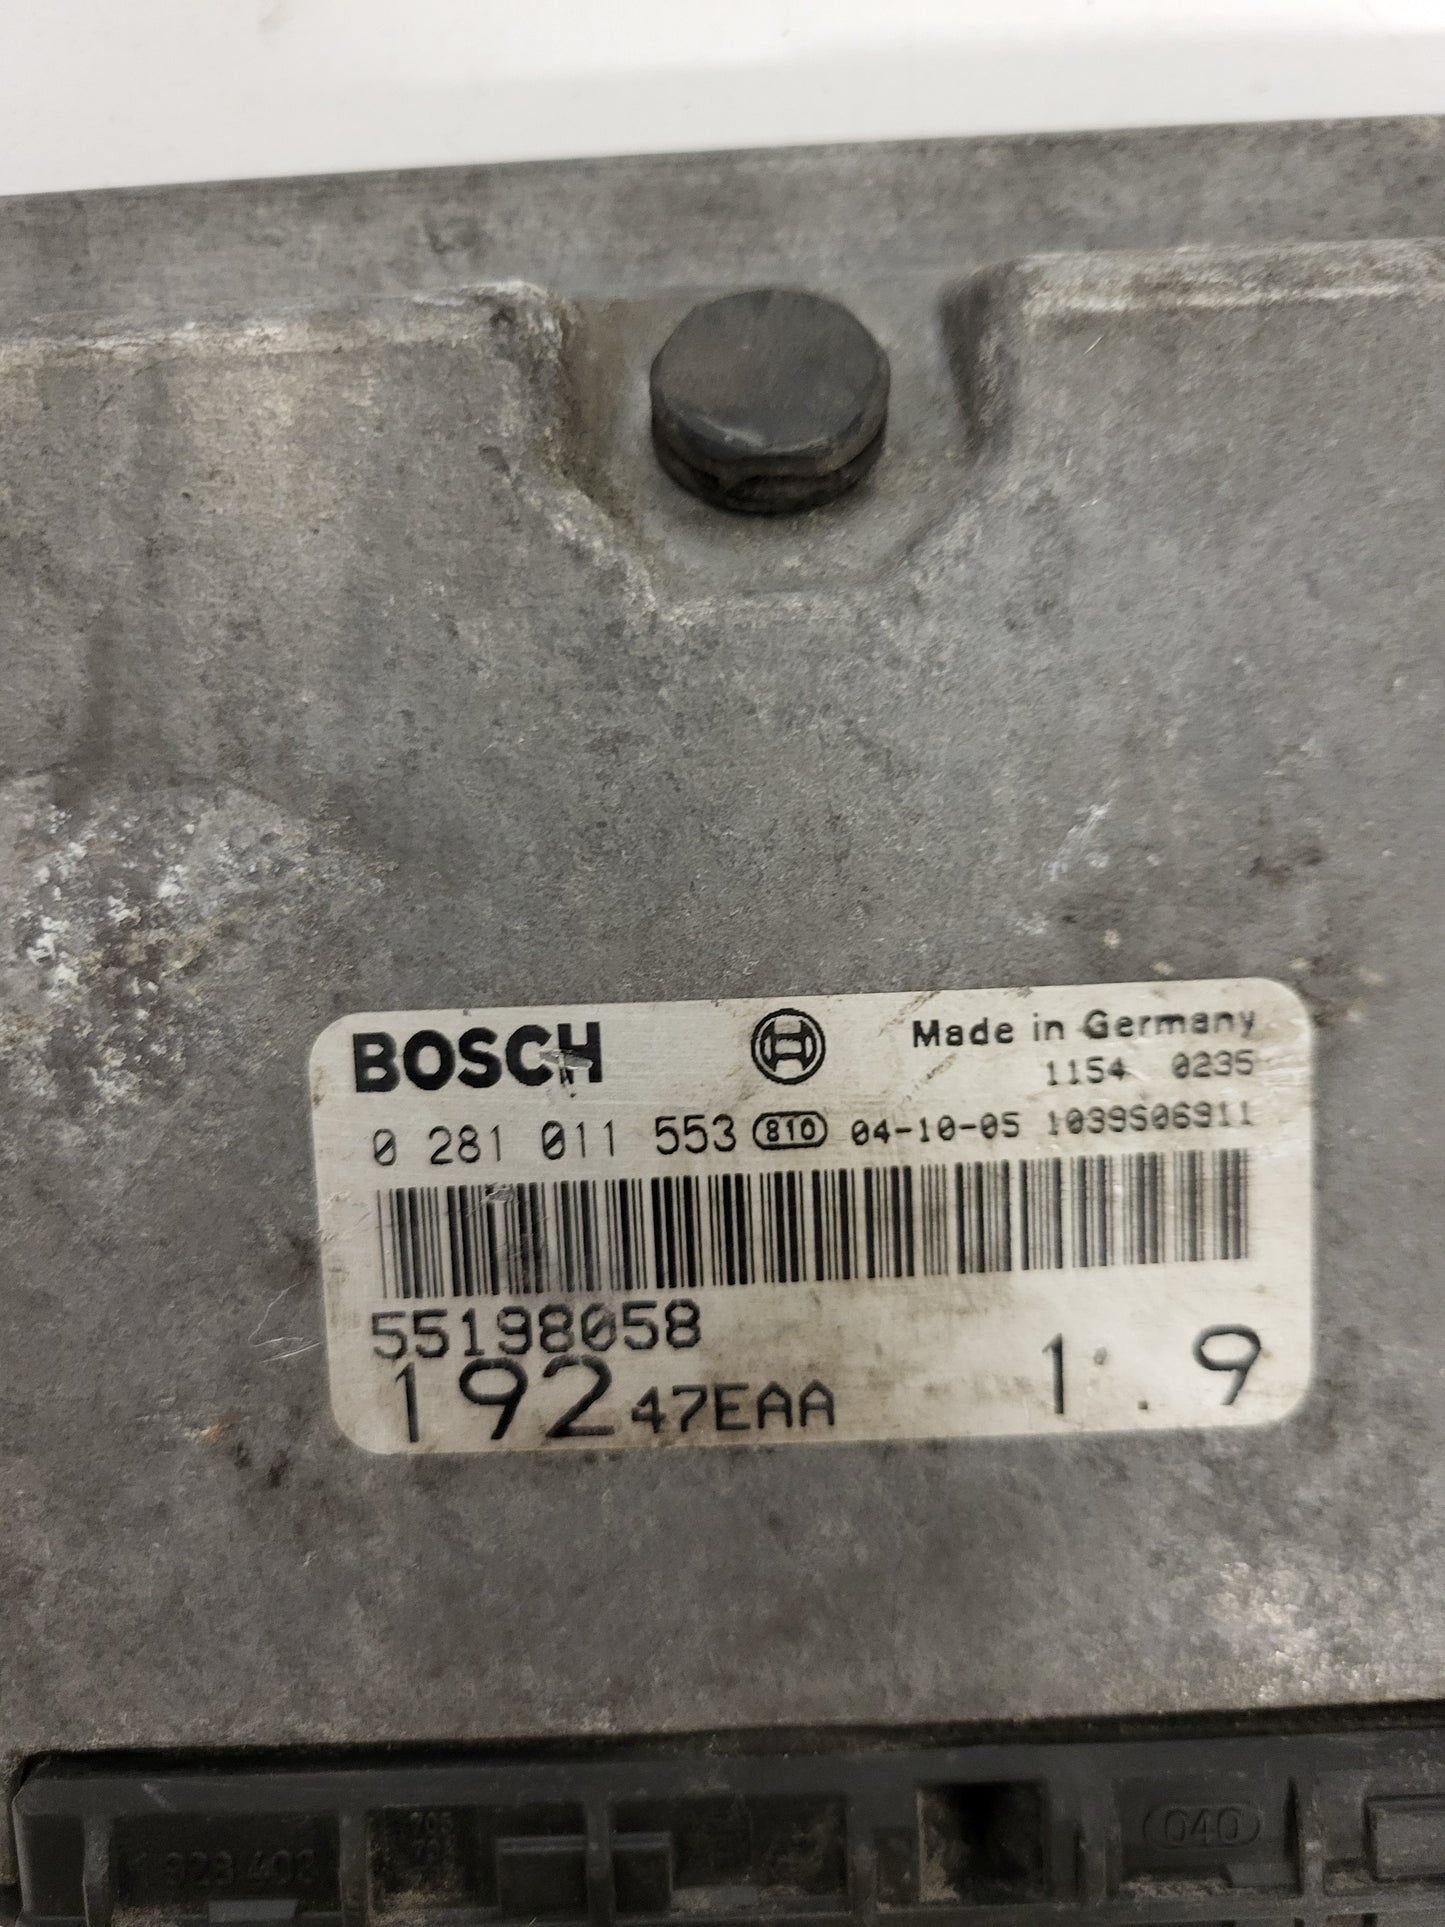 BOSCH Made in Germany
1154 0235
0 281 011 553 810 04-10-05 1039S06911
55198058
192 47EAA 1.9
040